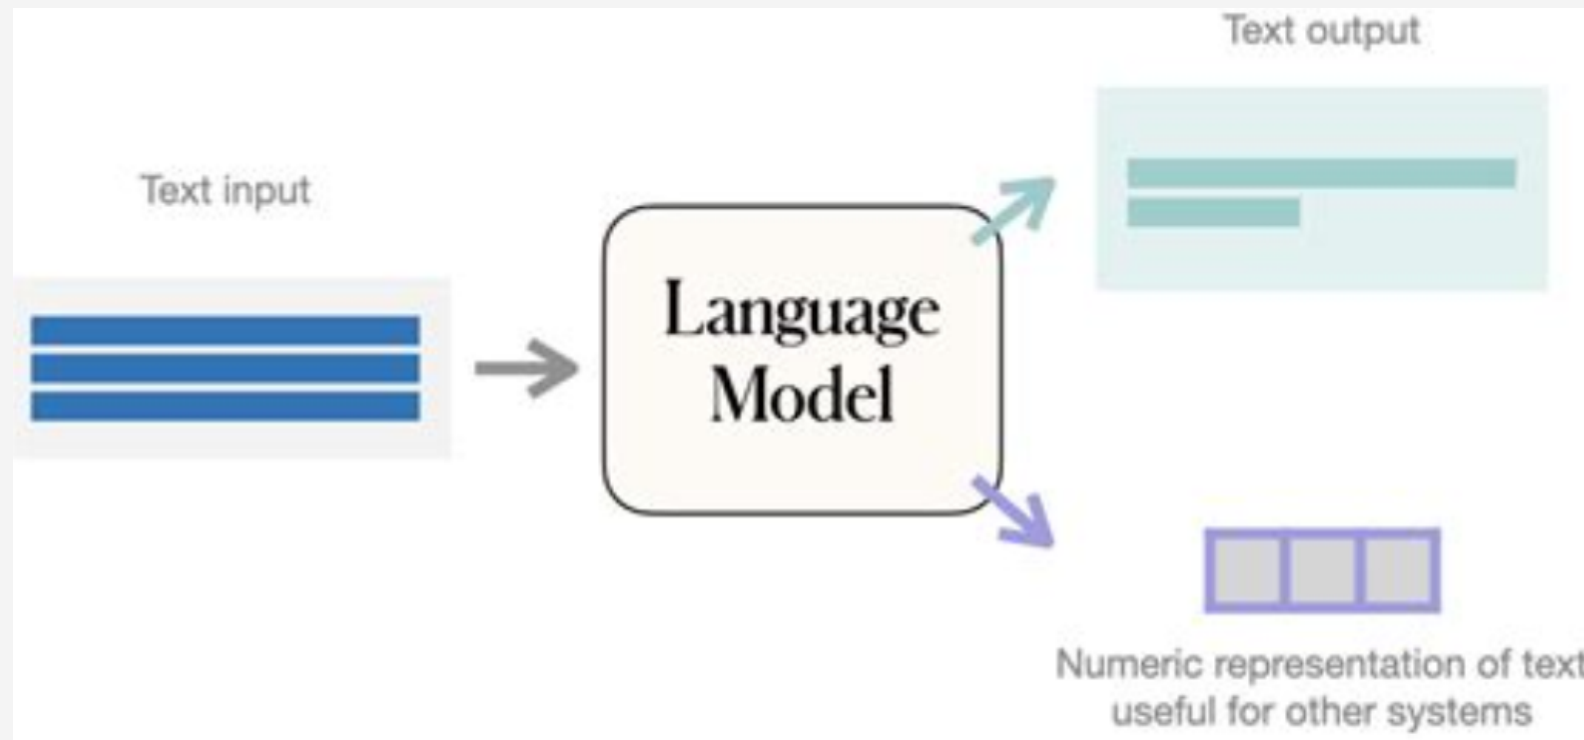 Text output
Text input
Language
Model
Numeric representation of text
useful for other systems